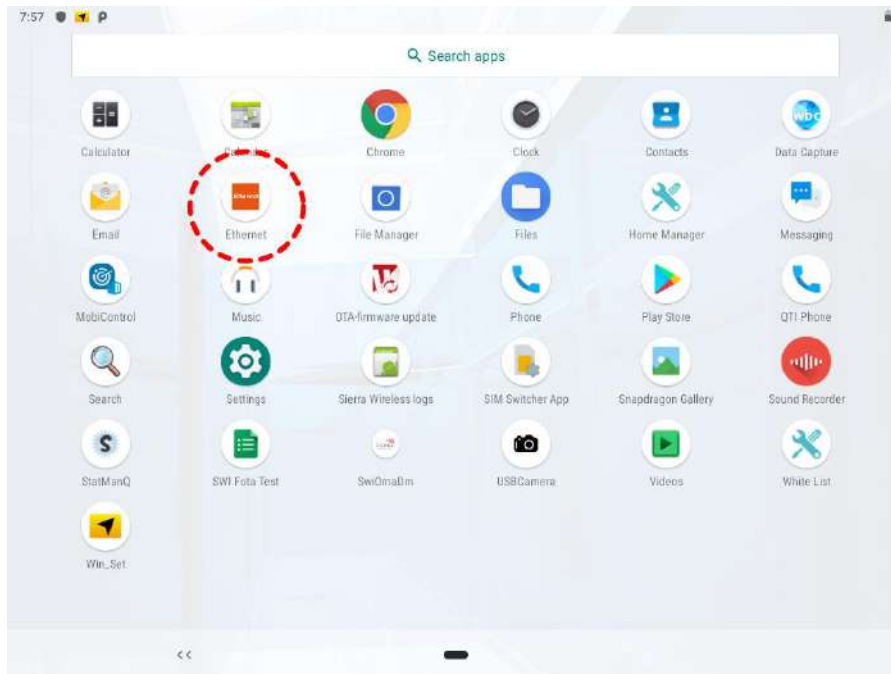 7:57
Search apps
Calculator Calendar Chrome Clock Contacts Data Capture
wbc
Email Ethernet File Manager Files Home Manager Messaging
MobiControl Music OTA-firmware update Phone Play Store QTI Phone
Search Settings Sierra Wireless logs SIM Switcher App Snapdragon Gallery Sound Recorder
S
StatManQ SWI Fota Test SwiOmaDm USBCamera Videos White List
Win_Set
<<